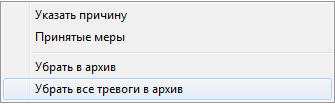 Указать причину
Принятые меры
Убрать в архив
Убрать все тревоги в архив